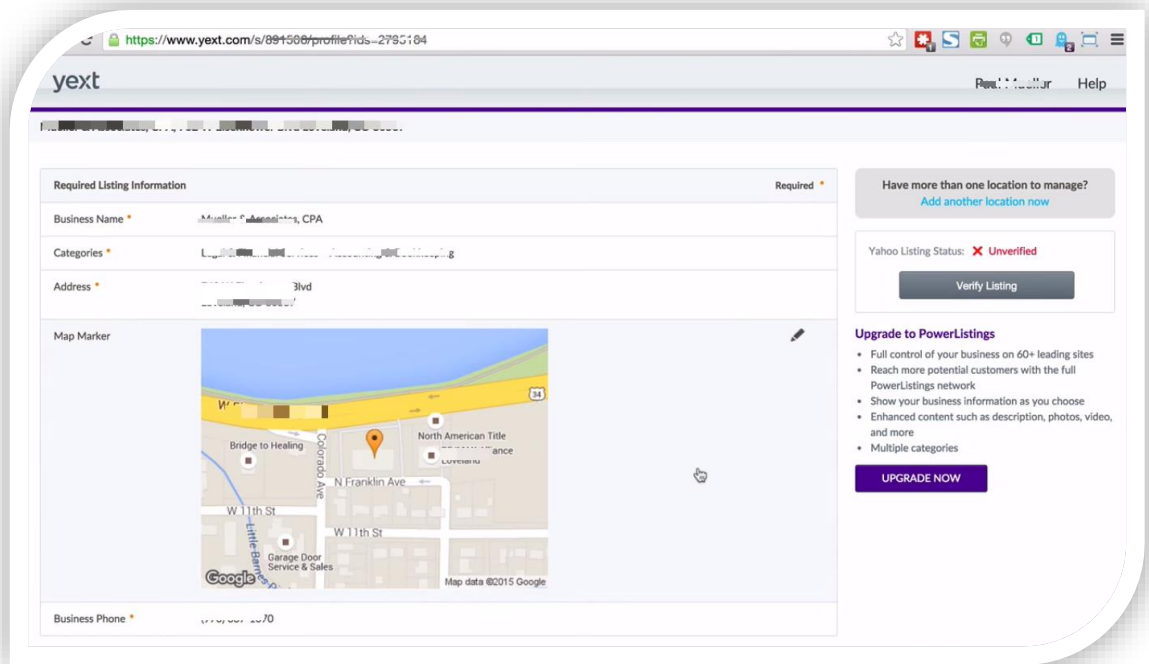 https://www.yext.com/s/
yext
Help
Required Listing Information
Required *
Business Name *
CPA
Categories *
Address *
Blvd
Map Marker
34
North American Title
Bridge to Healing
Colorado Ave
N Franklin Ave
W 11th St
W 11th St
Garage Door
Service & Sales
Google
Map data ©2015 Google
Business Phone *
Have more than one location to manage?
Add another location now
Yahoo Listing Status: ✘ Unverified
Verify Listing
Upgrade to PowerListings
• Full control of your business on 60+ leading sites
• Reach more potential customers with the full
PowerListings network
• Show your business information as you choose
• Enhanced content such as description, photos, video,
and more
• Multiple categories
UPGRADE NOW